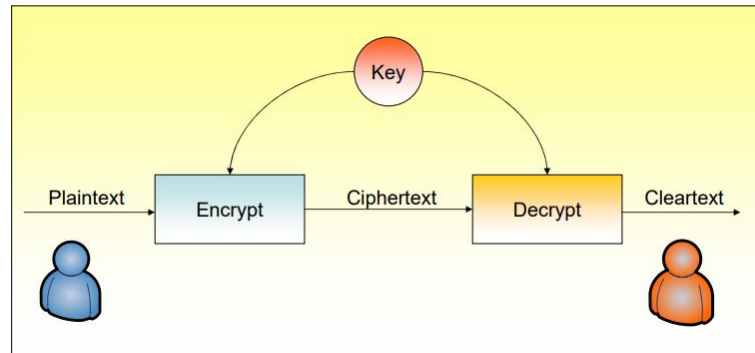 Key
Plaintext
Encrypt
Ciphertext
Decrypt
Cleartext